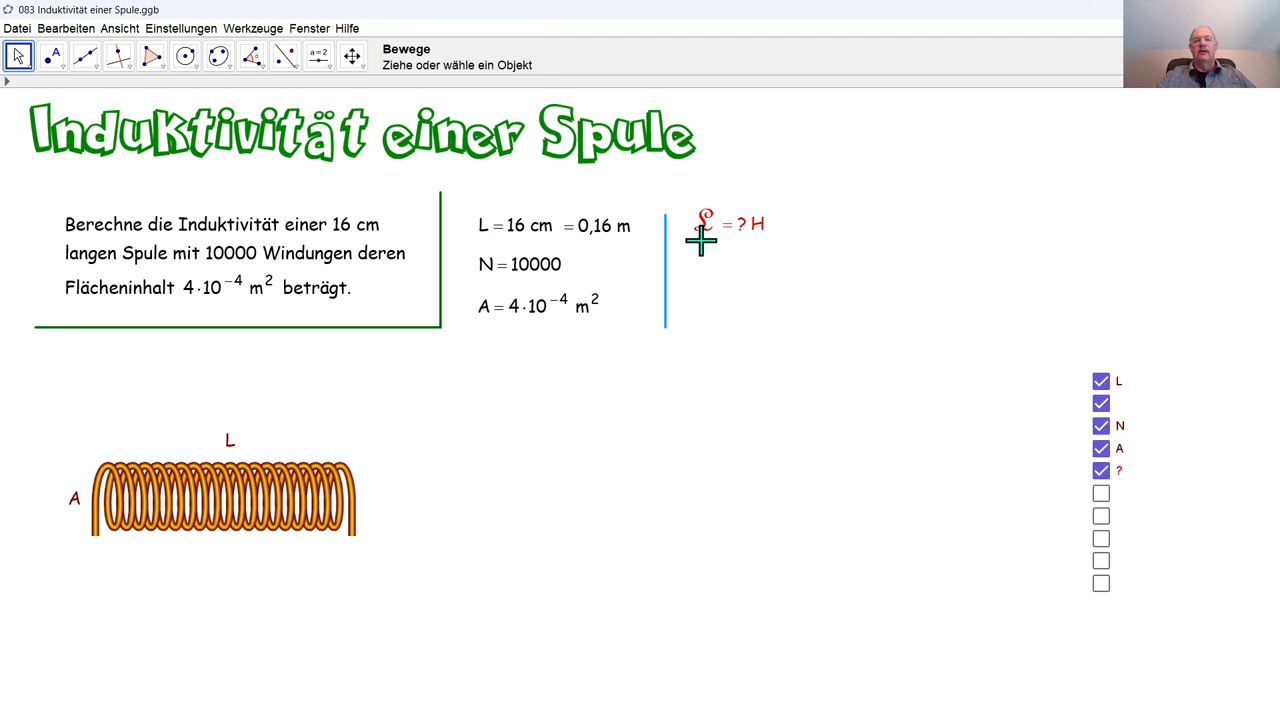 083 Induktivität einer Spule.ggb
Datei Bearbeiten Ansicht Einstellungen Werkzeuge Fenster Hilfe
A
a=2
Bewege
Ziehe oder wähle ein Objekt
Induktivität einer Spule
Berechne die Induktivität einer 16 cm
langen Spule mit 10000 Windungen deren
Flächeninhalt 4·10⁻⁴ m² beträgt.
L = 16 cm = 0,16 m
N = 10000
A = 4·10⁻⁴ m²
ℒ = ? H
L
N
A
?
L
A